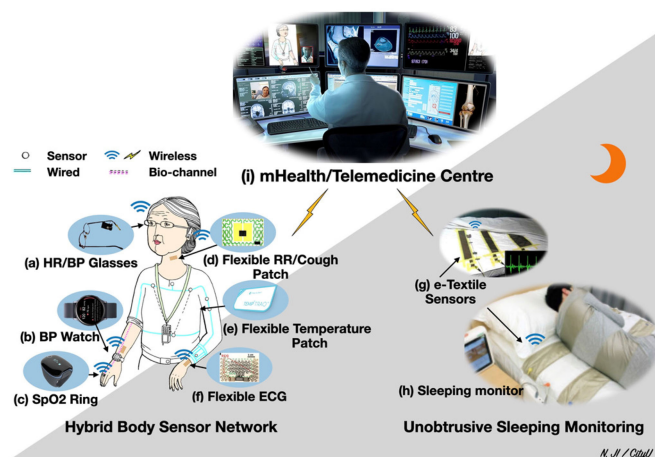 (i) mHealth/Telemedicine Centre
Sensor
Wireless
Wired
Bio-channel
(a) HR/BP Glasses
(d) Flexible RR/Cough
Patch
(g) e-Textile
Sensors
(b) BP Watch
(e) Flexible Temperature
Patch
(c) SpO2 Ring
(f) Flexible ECG
(h) Sleeping monitor
Hybrid Body Sensor Network
Unobtrusive Sleeping Monitoring
N. JI / CityU